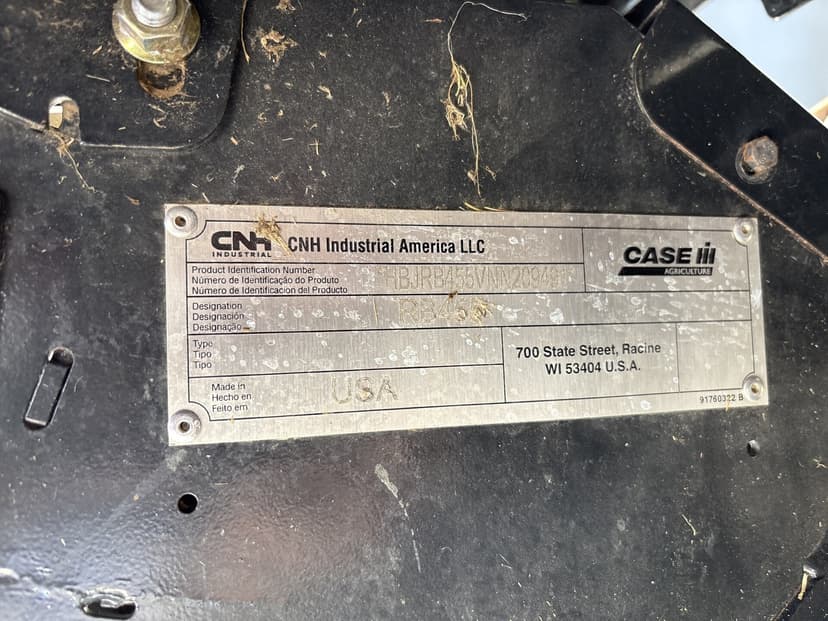 CNH
INDUSTRIAL
CNH Industrial America LLC
CASE IH
AGRICULTURE
Product Identification Number
Número de Identificação do Produto
Número de Identificacion del Producto
Designation
Designación
Designação
Type
Tipo
Tipo
700 State Street, Racine
WI 53404 U.S.A.
Made in
Hecho en
Feito em
USA
91760322 B